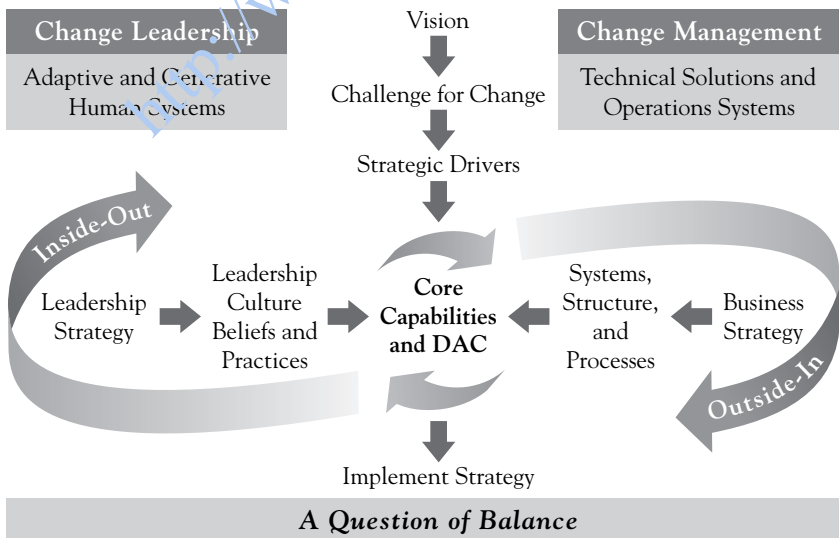 Change Leadership
Adaptive and Generative
Human Systems
Vision
Challenge for Change
Strategic Drivers
Change Management
Technical Solutions and
Operations Systems
Inside-Out
Leadership
Strategy
Leadership
Culture
Beliefs and
Practices
Core
Capabilities
and DAC
Systems,
Structure,
and
Processes
Business
Strategy
Outside-In
Implement Strategy
A Question of Balance
http://w